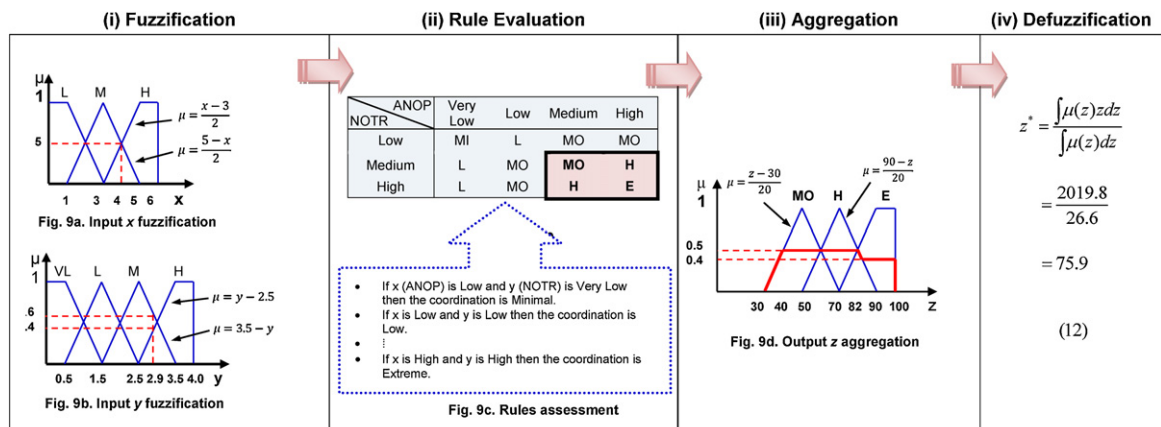 (i) Fuzzification
(ii) Rule Evaluation
(iii) Aggregation
(iv) Defuzzification
μ
1
L M H
μ = x − 3 / 2
μ = 5 − x / 2
5
1 3 4 5 6 x
Fig. 9a. Input x fuzzification
μ
1
VL L M H
μ = y − 2.5
.6
.4
μ = 3.5 − y
0.5 1.5 2.5 2.9 3.5 4.0 y
Fig. 9b. Input y fuzzification
ANOP
NOTR
Very Low Low Medium High
Low MI L MO MO
Medium L MO MO H
High L MO H E
• If x (ANOP) is Low and y (NOTR) is Very Low
then the coordination is Minimal.
• If x is Low and y is Low then the coordination is
Low.
• ⁞
• If x is High and y is High then the coordination is
Extreme.
Fig. 9c. Rules assessment
μ = z−30 / 20
μ = 90−z / 20
μ
1
MO H E
0.5
0.4
30 40 50 70 82 90 100 Z
Fig. 9d. Output z aggregation
z* = ∫μ(z)zdz / ∫μ(z)dz
= 2019.8 / 26.6
= 75.9
(12)